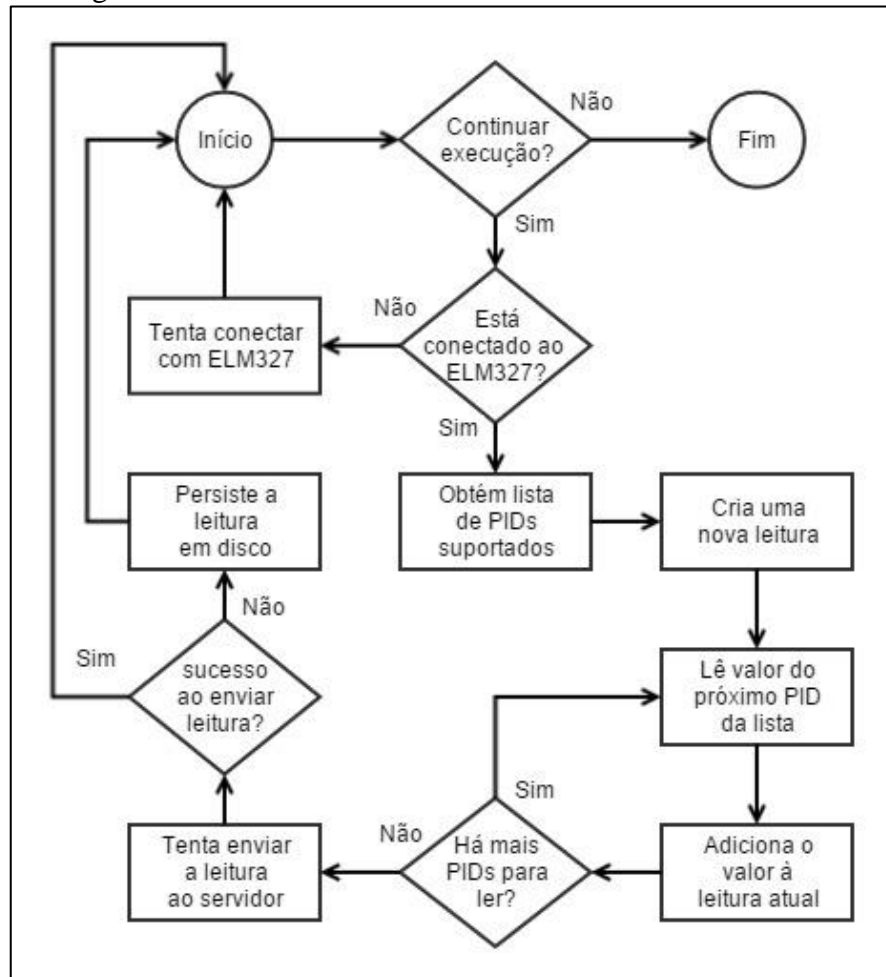 Início
Continuar
execução?
Não
Fim
Sim
Tenta conectar
com ELM327
Não
Está
conectado ao
ELM327?
Sim
Persiste a
leitura
em disco
Obtém lista
de PIDs
suportados
Cria uma
nova leitura
Não
Sim
sucesso
ao enviar
leitura?
Lê valor do
próximo PID
da lista
Sim
Tenta enviar
a leitura
ao servidor
Não
Há mais
PIDs para
ler?
Adiciona o
valor à
leitura atual